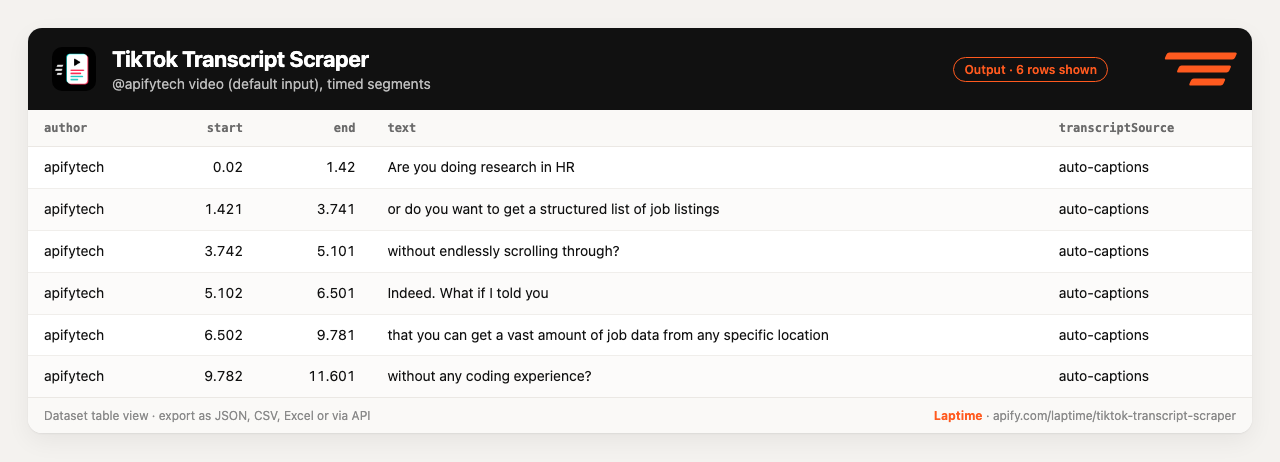 TikTok Transcript Scraper
@apifytech video (default input), timed segments
Output · 6 rows shown
author start end text transcriptSource
apifytech 0.02 1.42 Are you doing research in HR auto-captions
apifytech 1.421 3.741 or do you want to get a structured list of job listings auto-captions
apifytech 3.742 5.101 without endlessly scrolling through? auto-captions
apifytech 5.102 6.501 Indeed. What if I told you auto-captions
apifytech 6.502 9.781 that you can get a vast amount of job data from any specific location auto-captions
apifytech 9.782 11.601 without any coding experience? auto-captions
Dataset table view · export as JSON, CSV, Excel or via API
Laptime · apify.com/laptime/tiktok-transcript-scraper